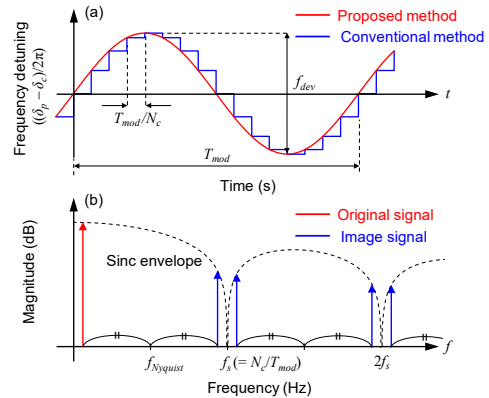 (a)
Proposed method
Conventional method
Frequency detuning
((δp − δc)/2π)
fdev
t
Tmod/Nc
Tmod
Time (s)
(b)
Original signal
Image signal
Sinc envelope
Magnitude (dB)
fNyquist
fs (= Nc/Tmod)
2fs
f
Frequency (Hz)